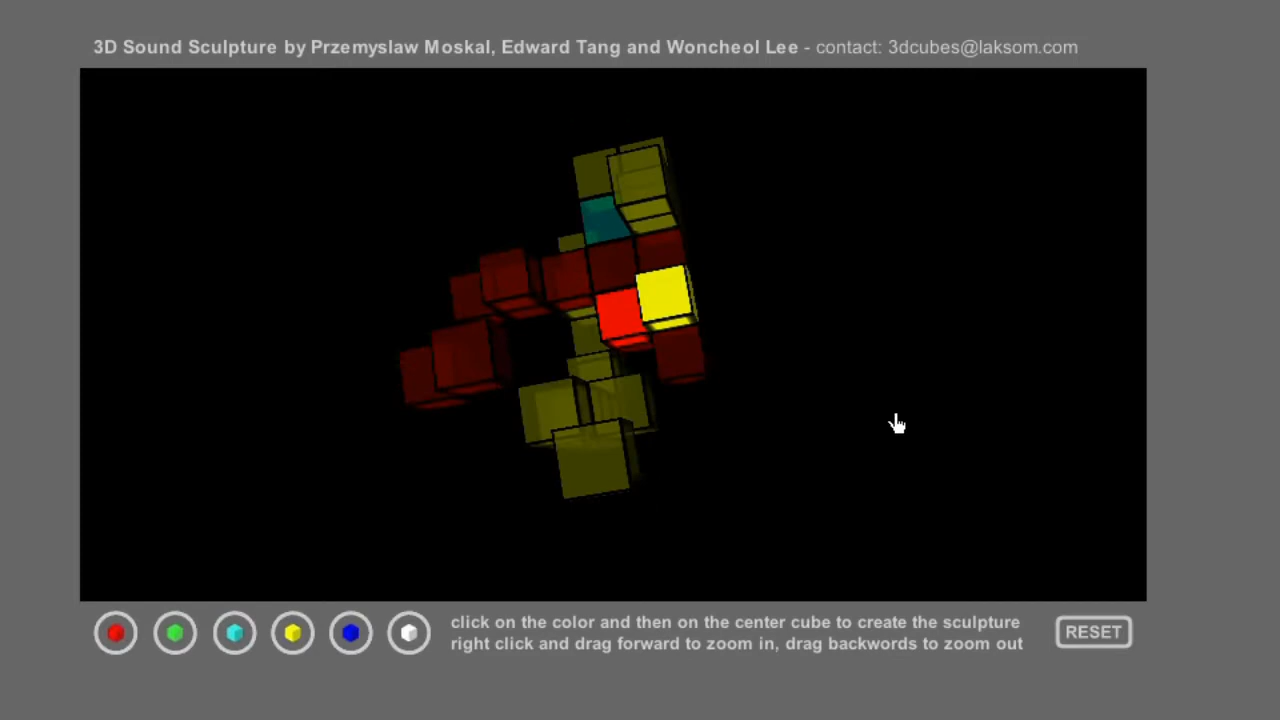 3D Sound Sculpture by Przemyslaw Moskal, Edward Tang and Woncheol Lee - contact: 3dcubes@laksom.com
click on the color and then on the center cube to create the sculpture
right click and drag forward to zoom in, drag backwords to zoom out
RESET